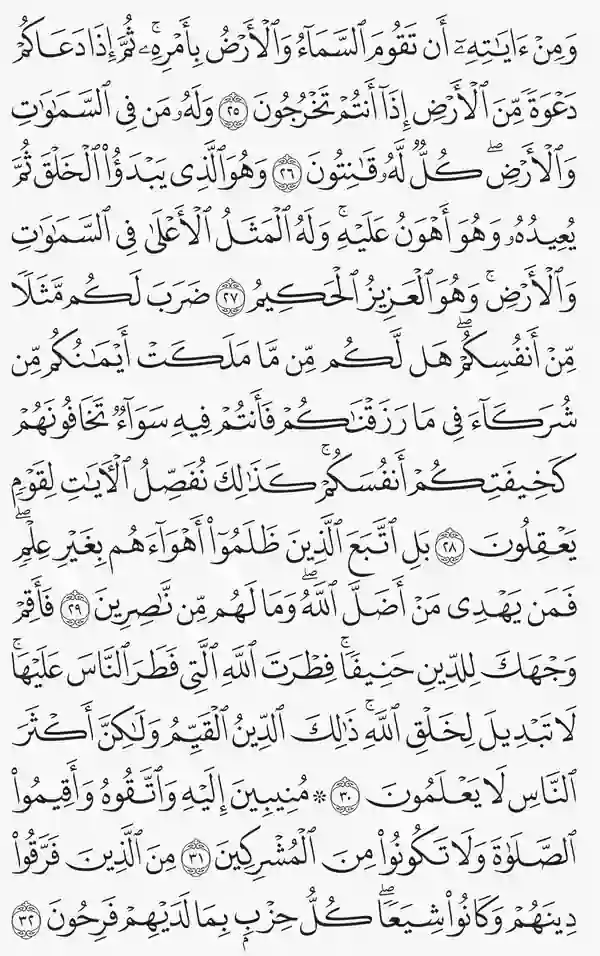 وَمِنْ ءَايَـٰتِهِۦٓ أَن تَقُومَ ٱلسَّمَآءُ وَٱلْأَرْضُ بِأَمْرِهِۦ ۚ ثُمَّ إِذَا دَعَاكُمْ
دَعْوَةً مِّنَ ٱلْأَرْضِ إِذَآ أَنتُمْ تَخْرُجُونَ ٢٥ وَلَهُۥ مَن فِى ٱلسَّمَـٰوَٰتِ
وَٱلْأَرْضِ ۖ كُلٌّ لَّهُۥ قَـٰنِتُونَ ٢٦ وَهُوَ ٱلَّذِى يَبْدَؤُا۟ ٱلْخَلْقَ ثُمَّ
يُعِيدُهُۥ وَهُوَ أَهْوَنُ عَلَيْهِ ۚ وَلَهُ ٱلْمَثَلُ ٱلْأَعْلَىٰ فِى ٱلسَّمَـٰوَٰتِ
وَٱلْأَرْضِ ۚ وَهُوَ ٱلْعَزِيزُ ٱلْحَكِيمُ ٢٧ ضَرَبَ لَكُم مَّثَلًا
مِّنْ أَنفُسِكُمْ ۖ هَل لَّكُم مِّن مَّا مَلَكَتْ أَيْمَـٰنُكُم مِّن
شُرَكَآءَ فِى مَا رَزَقْنَـٰكُمْ فَأَنتُمْ فِيهِ سَوَآءٌ تَخَافُونَهُمْ
كَخِيفَتِكُمْ أَنفُسَكُمْ ۚ كَذَٰلِكَ نُفَصِّلُ ٱلْـَٔايَـٰتِ لِقَوْمٍ
يَعْقِلُونَ ٢٨ بَلِ ٱتَّبَعَ ٱلَّذِينَ ظَلَمُوٓا۟ أَهْوَآءَهُم بِغَيْرِ عِلْمٍ ۖ
فَمَن يَهْدِى مَنْ أَضَلَّ ٱللَّهُ ۖ وَمَا لَهُم مِّن نَّـٰصِرِينَ ٢٩ فَأَقِمْ
وَجْهَكَ لِلدِّينِ حَنِيفًا ۚ فِطْرَتَ ٱللَّهِ ٱلَّتِى فَطَرَ ٱلنَّاسَ عَلَيْهَا ۚ
لَا تَبْدِيلَ لِخَلْقِ ٱللَّهِ ۚ ذَٰلِكَ ٱلدِّينُ ٱلْقَيِّمُ وَلَـٰكِنَّ أَكْثَرَ
ٱلنَّاسِ لَا يَعْلَمُونَ ٣٠ ۞ مُنِيبِينَ إِلَيْهِ وَٱتَّقُوهُ وَأَقِيمُوا۟
ٱلصَّلَوٰةَ وَلَا تَكُونُوا۟ مِنَ ٱلْمُشْرِكِينَ ٣١ مِنَ ٱلَّذِينَ فَرَّقُوا۟
دِينَهُمْ وَكَانُوا۟ شِيَعًا ۖ كُلُّ حِزْبٍۭ بِمَا لَدَيْهِمْ فَرِحُونَ ٣٢